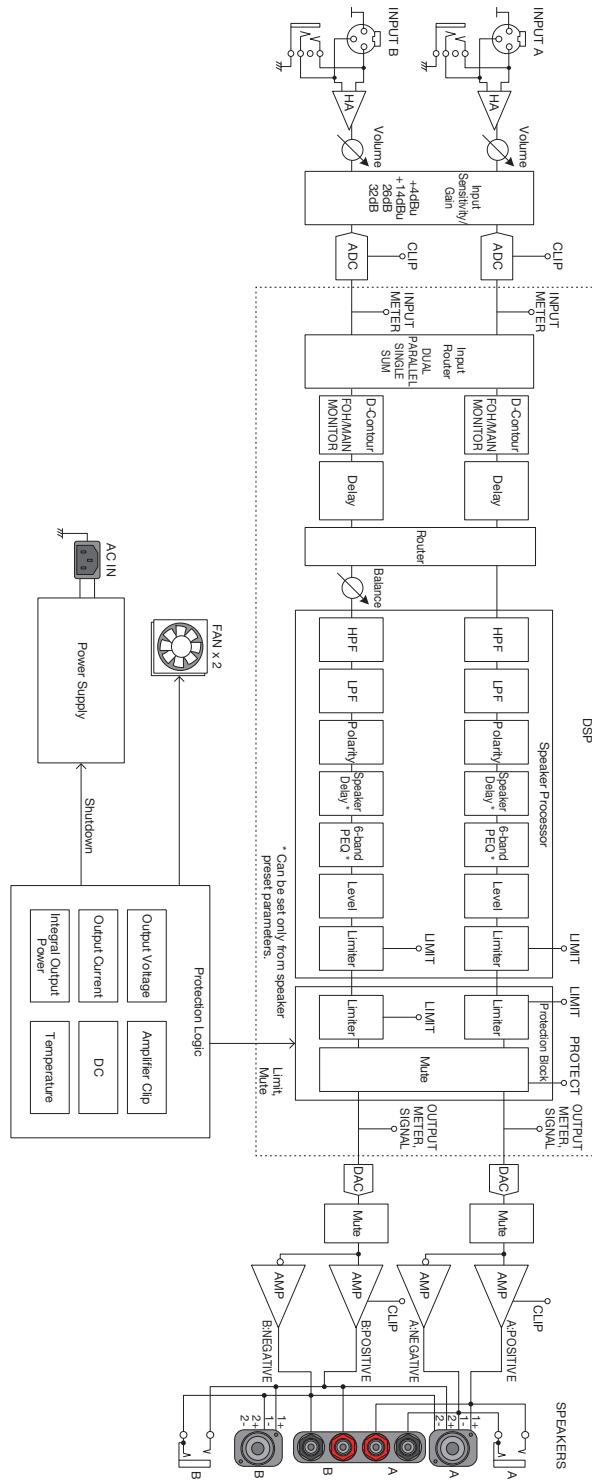 INPUT A
HA
Volume
INPUT B
HA
Volume
Input
Sensitivity/
Gain
+4dBu
+14dBu
26dB
32dB
ADC
CLIP
ADC
CLIP
DSP
INPUT
METER
INPUT
METER
Input
Router
DUAL
PARALLEL
SINGLE
SUM
D-Contour
FOH/MAIN
MONITOR
D-Contour
FOH/MAIN
MONITOR
Delay
Delay
Router
Balance
Speaker Processor
HPF
LPF
Polarity
Speaker
Delay *
6-band
PEQ *
Level
Limiter
LIMIT
HPF
LPF
Polarity
Speaker
Delay *
6-band
PEQ *
Level
Limiter
LIMIT
* Can be set only from speaker
preset parameters.
Protection Block
Limiter
LIMIT
Limiter
LIMIT
Mute
PROTECT
Limit,
Mute
OUTPUT
METER,
SIGNAL
OUTPUT
METER,
SIGNAL
DAC
Mute
DAC
Mute
AMP
CLIP
A:POSITIVE
AMP
A:NEGATIVE
AMP
CLIP
B:POSITIVE
AMP
B:NEGATIVE
SPEAKERS
A
1+
1-
2+
2-
A
A
B
1+
1-
2+
2-
B
B
AC IN
Power Supply
FAN x 2
Shutdown
Protection Logic
Output Voltage
Amplifier Clip
Output Current
DC
Integral Output
Power
Temperature